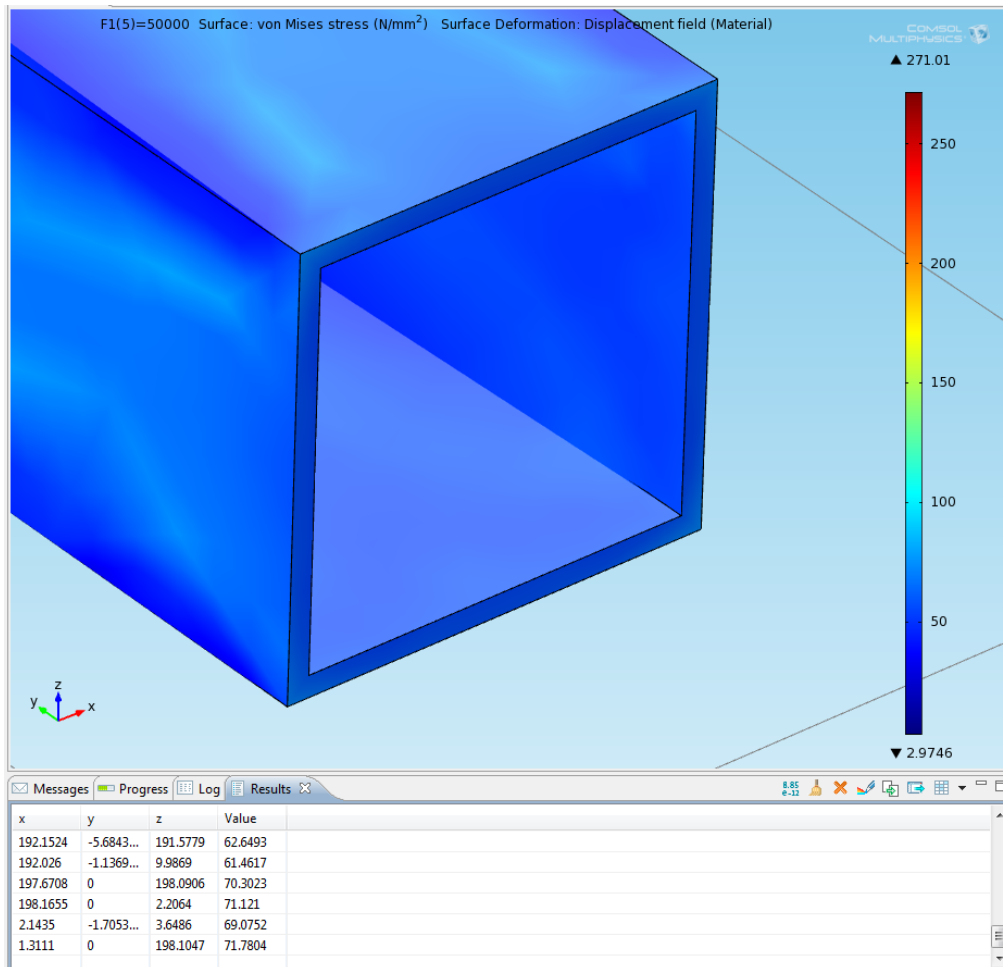 F1(5)=50000 Surface: von Mises stress (N/mm²) Surface Deformation: Displacement field (Material)
COMSOL
MULTIPHYSICS
▲ 271.01
250
200
150
100
50
▼ 2.9746
z
y
x
Messages Progress Log Results
8.85
e-12
x y z Value
192.1524 -5.6843... 191.5779 62.6493
192.026 -1.1369... 9.9869 61.4617
197.6708 0 198.0906 70.3023
198.1655 0 2.2064 71.121
2.1435 -1.7053... 3.6486 69.0752
1.3111 0 198.1047 71.7804